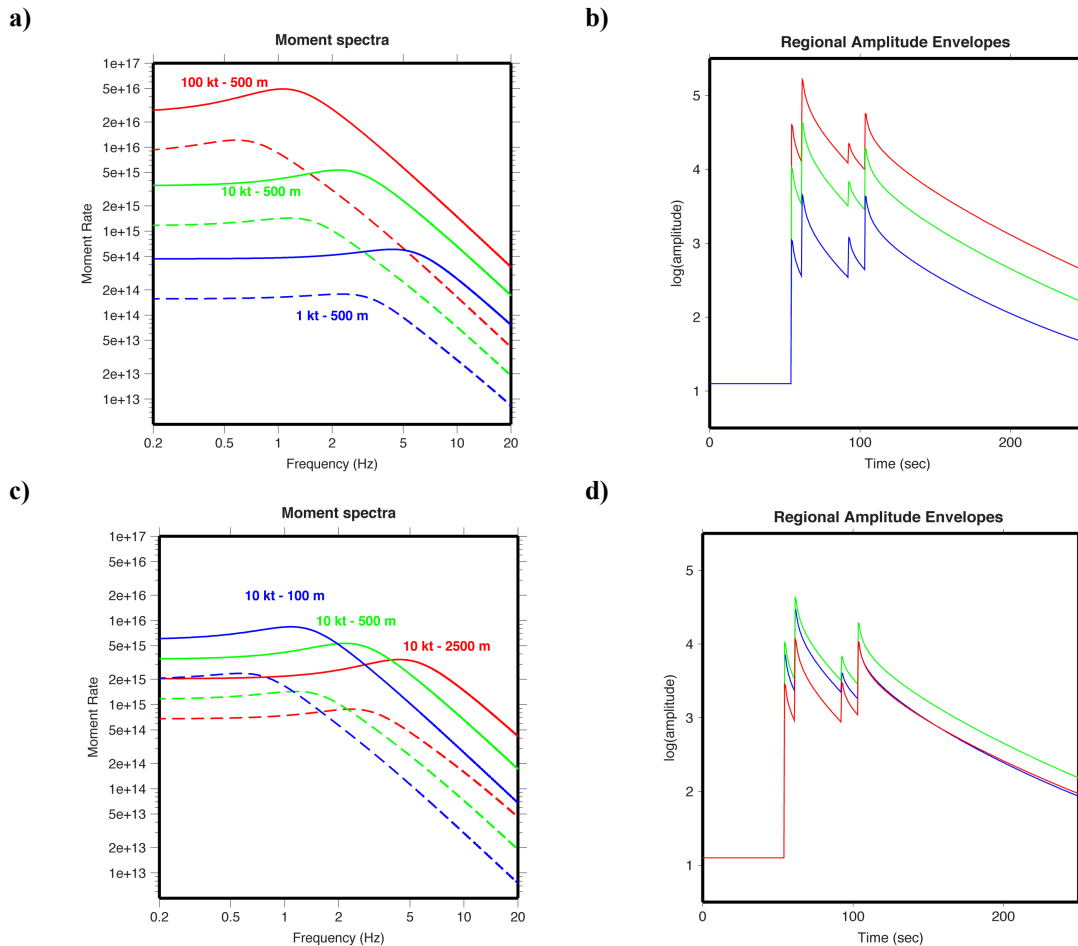 a)
Moment spectra
1e+17
5e+16
2e+16
1e+16
5e+15
2e+15
1e+15
5e+14
2e+14
1e+14
5e+13
2e+13
1e+13
Moment Rate
100 kt - 500 m
10 kt - 500 m
1 kt - 500 m
0.2 0.5 1 2 5 10 20
Frequency (Hz)
b)
Regional Amplitude Envelopes
5
4
3
2
1
log(amplitude)
0 100 200
Time (sec)
c)
Moment spectra
1e+17
5e+16
2e+16
1e+16
5e+15
2e+15
1e+15
5e+14
2e+14
1e+14
5e+13
2e+13
1e+13
Moment Rate
10 kt - 100 m
10 kt - 500 m
10 kt - 2500 m
0.2 0.5 1 2 5 10 20
Frequency (Hz)
d)
Regional Amplitude Envelopes
5
4
3
2
1
log(amplitude)
0 100 200
Time (sec)